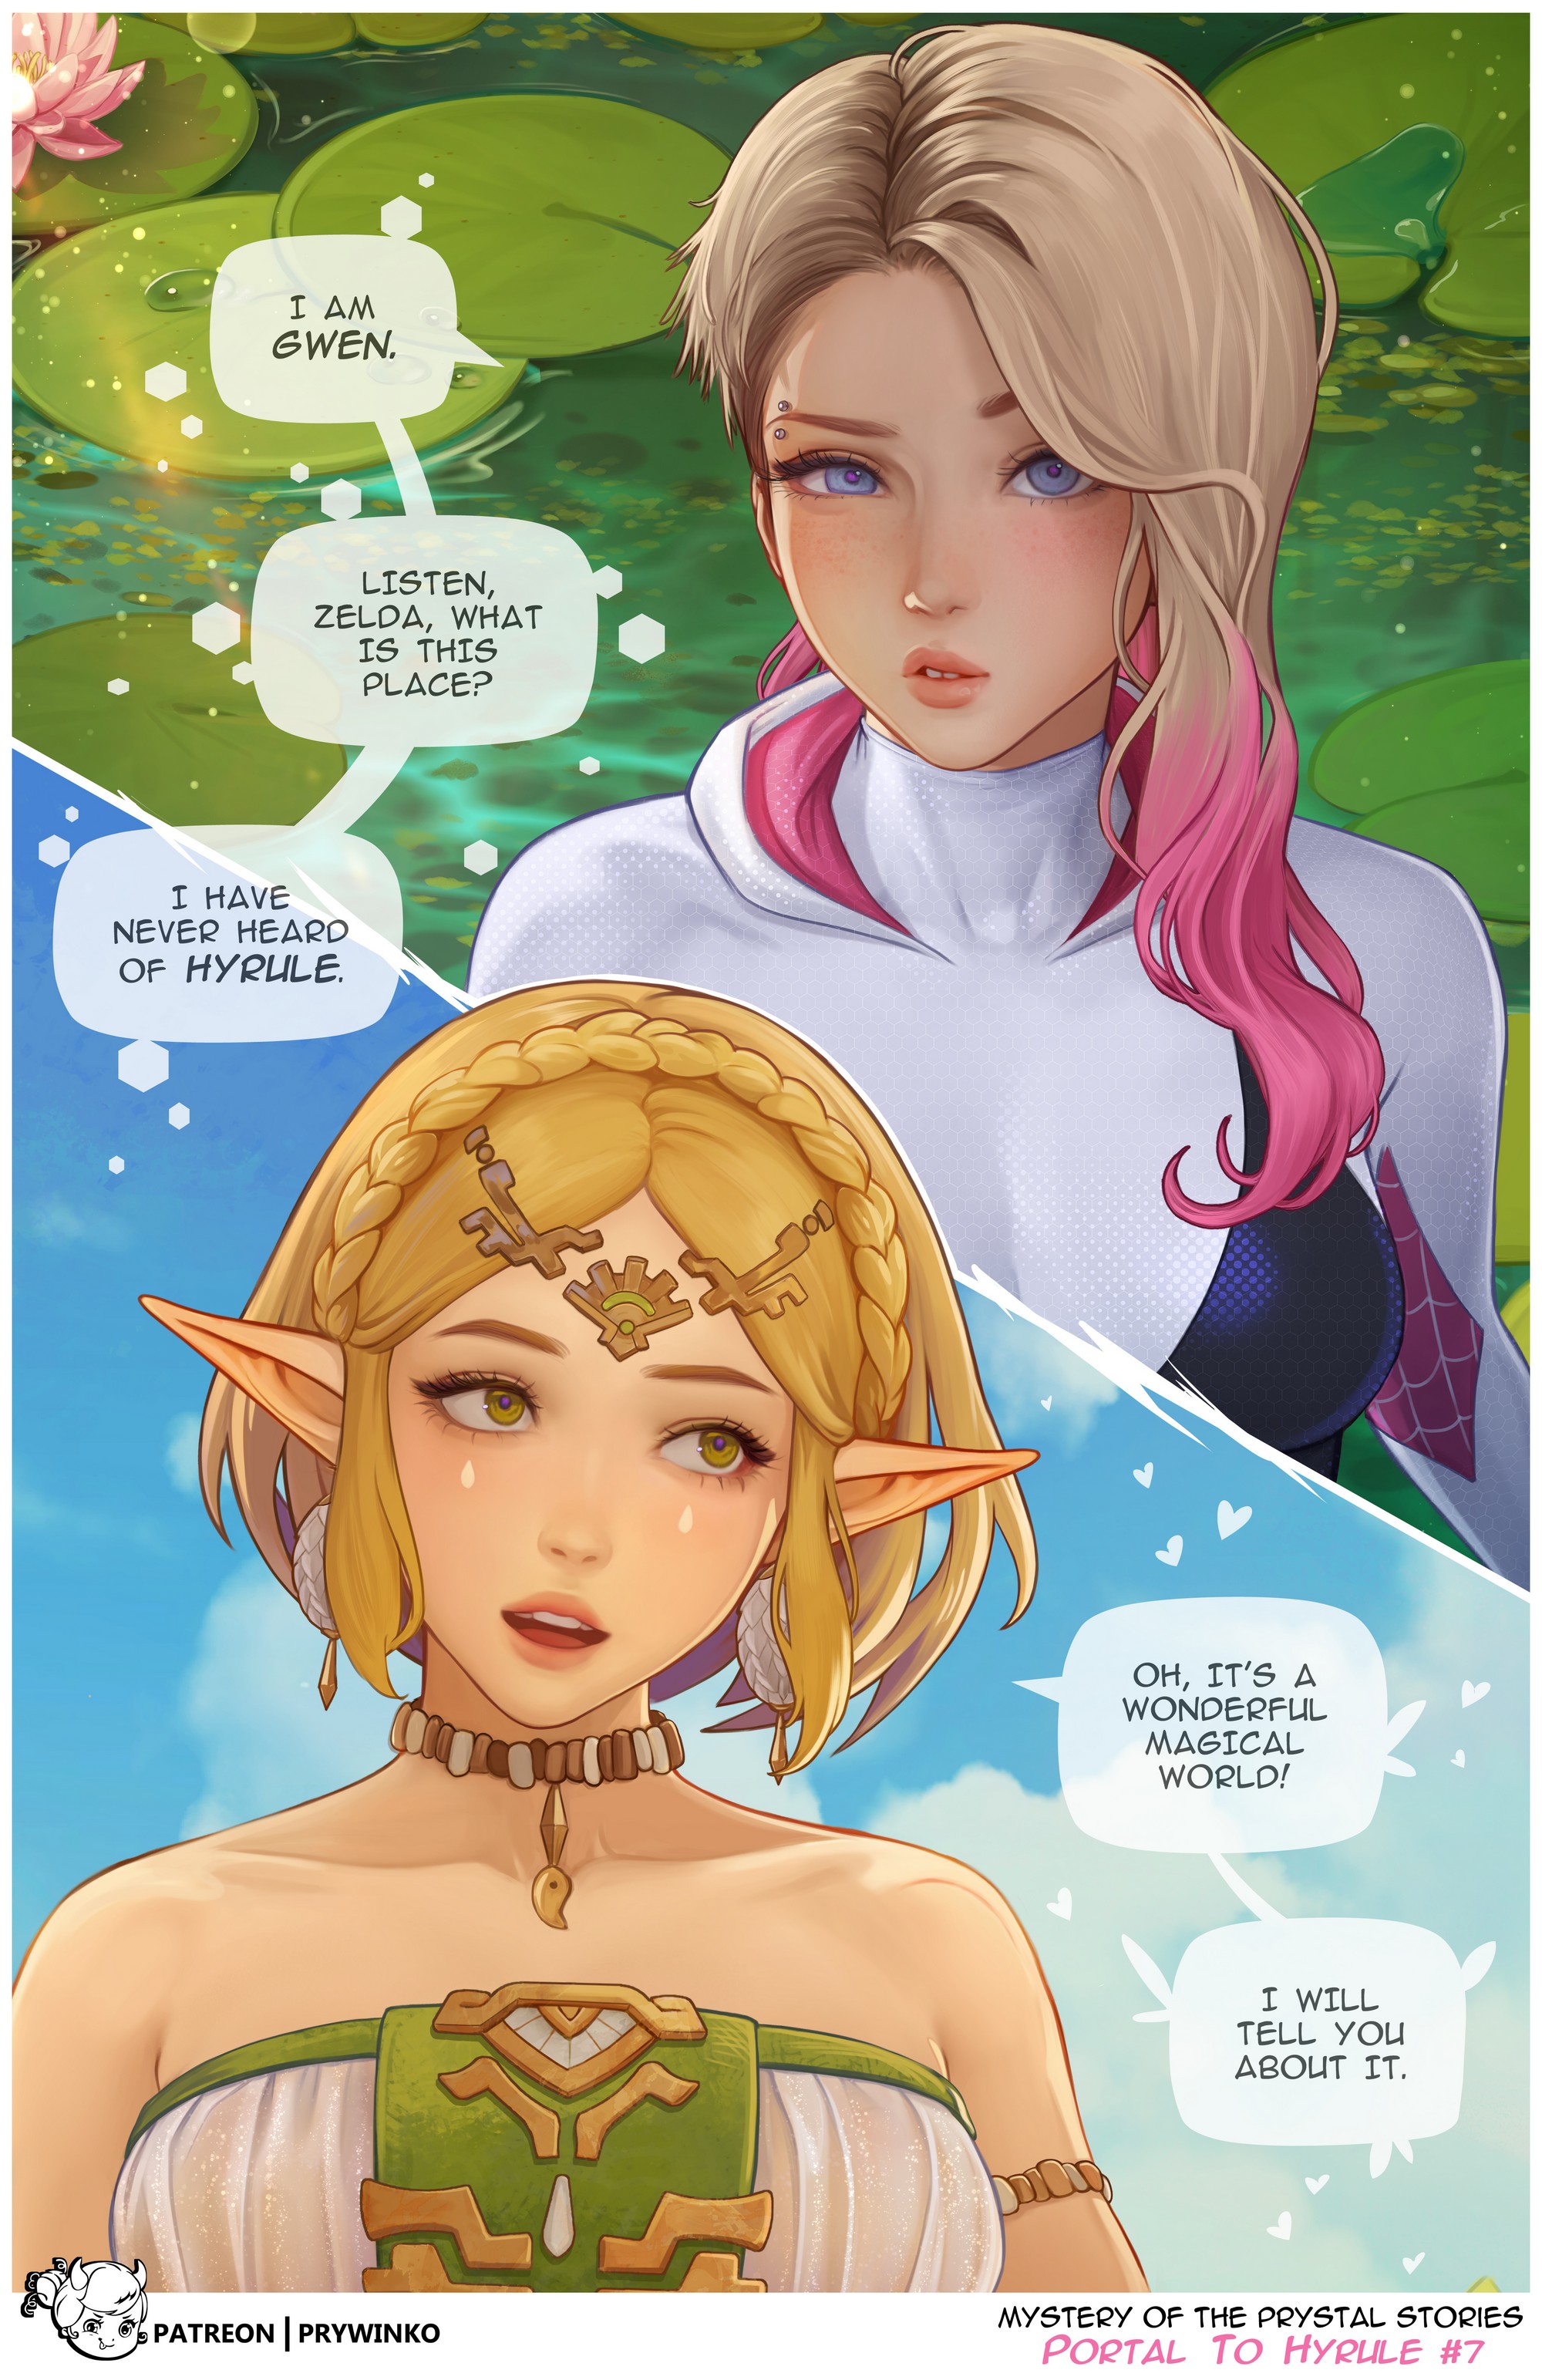 I AM
GWEN.
LISTEN,
ZELDA, WHAT
IS THIS
PLACE?
I HAVE
NEVER HEARD
OF HYRULE.
OH, IT'S A
WONDERFUL
MAGICAL
WORLD!
I WILL
TELL YOU
ABOUT IT.
PATREON | PRYWINKO
MYSTERY OF THE PRYSTAL STORIES
PORTAL TO HYRULE #7